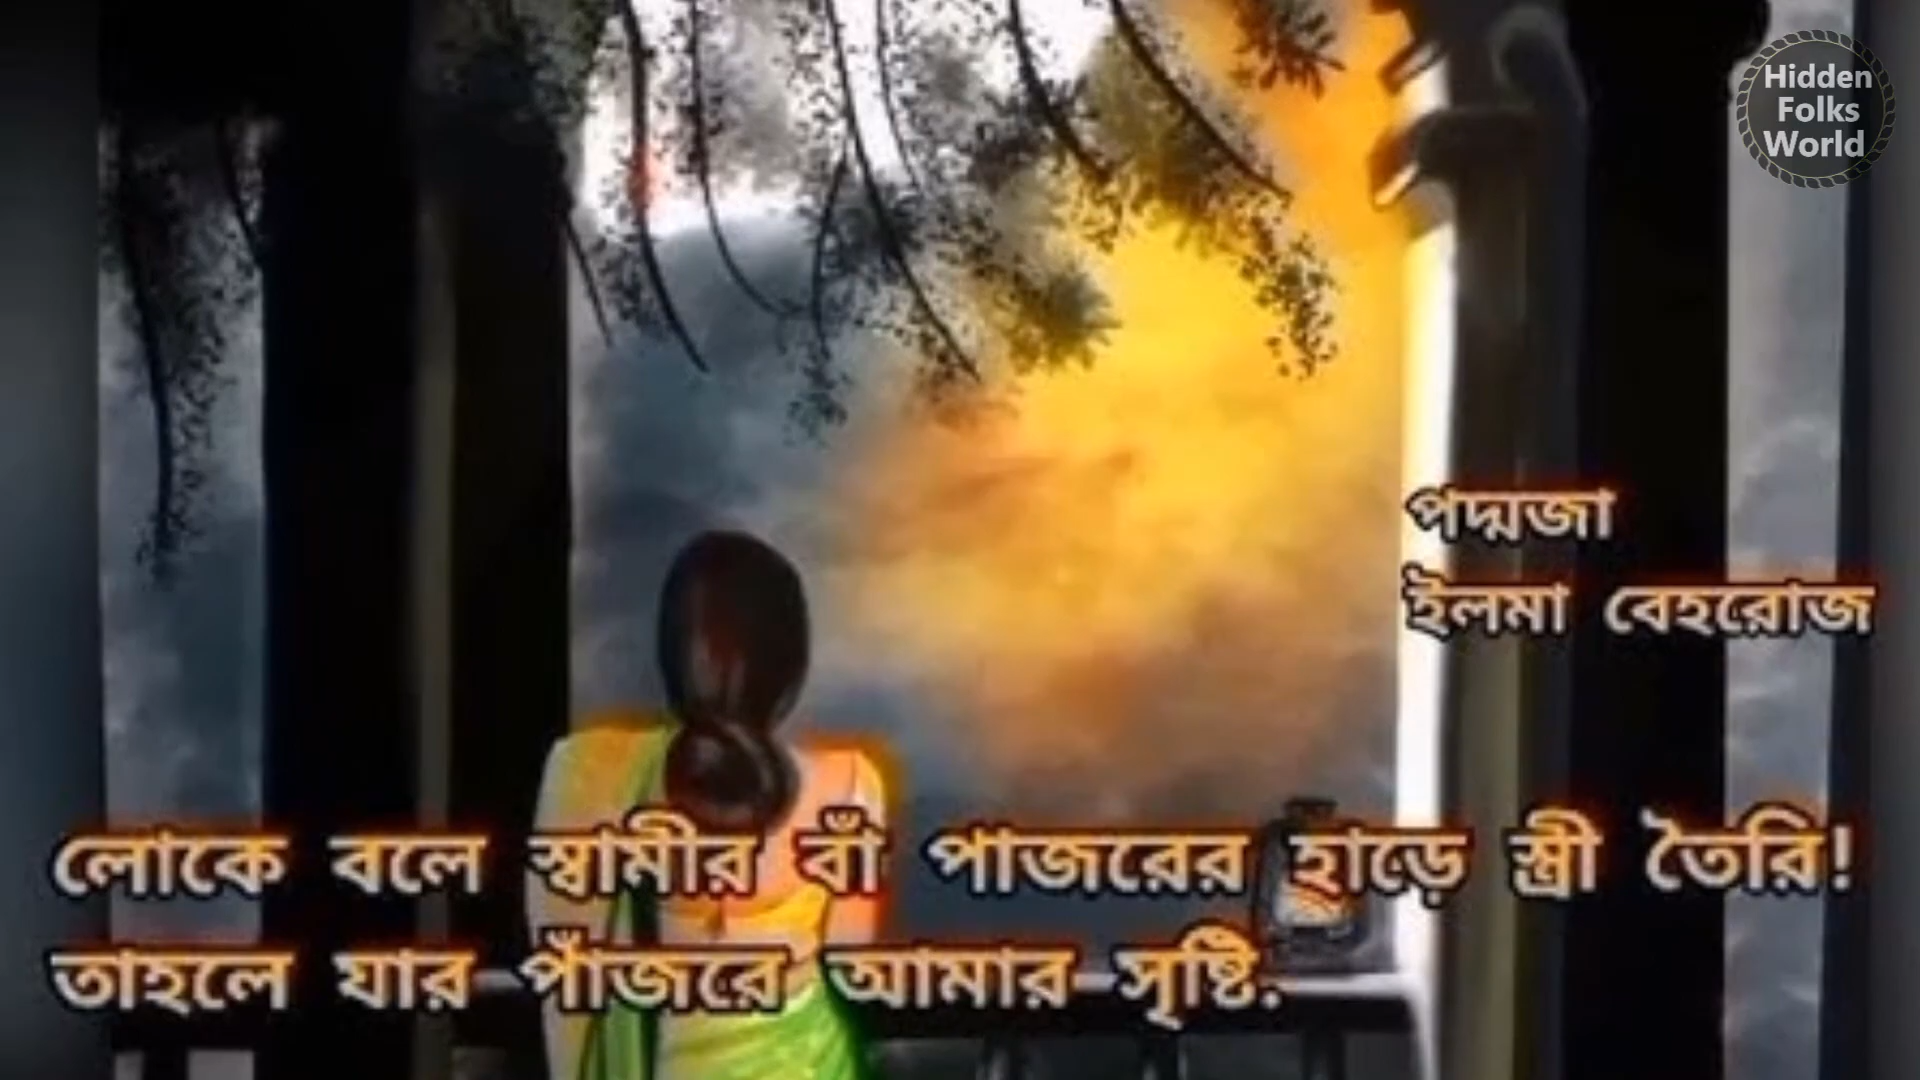 Hidden
Folks
World
পদ্মজা
ইলমা বেহরোজ
লোকে বলে স্বামীর বাঁ পাজরের হাড়ে স্ত্রী তৈরি!
তাহলে যার পাঁজরে আমার সৃষ্টি.